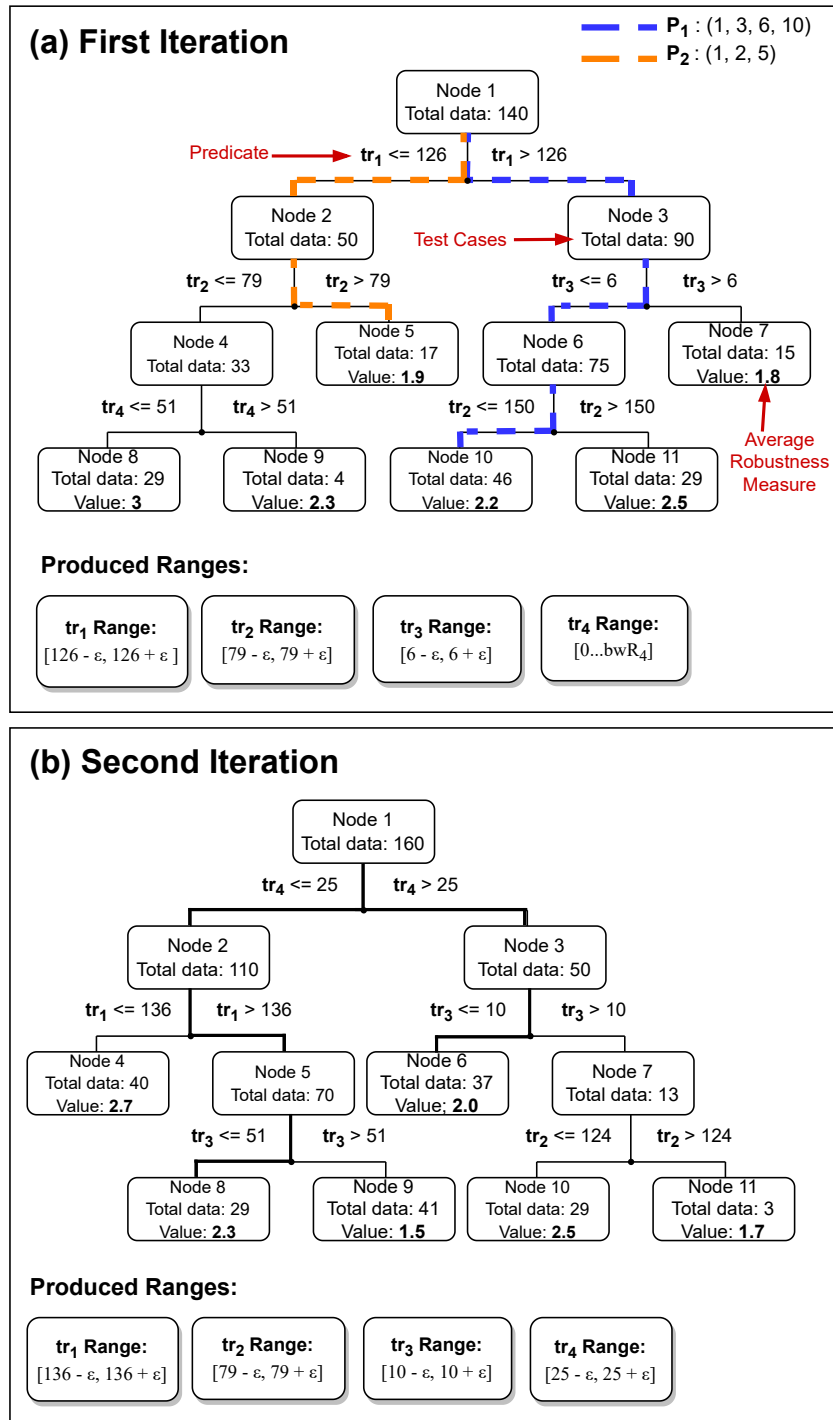 (a) First Iteration
P1 : (1, 3, 6, 10)
P2 : (1, 2, 5)
Node 1
Total data: 140
Predicate
tr1 <= 126
tr1 > 126
Node 2
Total data: 50
Test Cases
Node 3
Total data: 90
tr2 <= 79
tr2 > 79
tr3 <= 6
tr3 > 6
Node 4
Total data: 33
Node 5
Total data: 17
Value: 1.9
Node 6
Total data: 75
Node 7
Total data: 15
Value: 1.8
tr4 <= 51
tr4 > 51
tr2 <= 150
tr2 > 150
Node 8
Total data: 29
Value: 3
Node 9
Total data: 4
Value: 2.3
Node 10
Total data: 46
Value: 2.2
Node 11
Total data: 29
Value: 2.5
Average
Robustness
Measure
Produced Ranges:
tr1 Range:
[126 - ε, 126 + ε ]
tr2 Range:
[79 - ε, 79 + ε]
tr3 Range:
[6 - ε, 6 + ε]
tr4 Range:
[0...bwR4]
(b) Second Iteration
Node 1
Total data: 160
tr4 <= 25
tr4 > 25
Node 2
Total data: 110
Node 3
Total data: 50
tr1 <= 136
tr1 > 136
tr3 <= 10
tr3 > 10
Node 4
Total data: 40
Value: 2.7
Node 5
Total data: 70
Node 6
Total data: 37
Value; 2.0
Node 7
Total data: 13
tr3 <= 51
tr3 > 51
tr2 <= 124
tr2 > 124
Node 8
Total data: 29
Value: 2.3
Node 9
Total data: 41
Value: 1.5
Node 10
Total data: 29
Value: 2.5
Node 11
Total data: 3
Value: 1.7
Produced Ranges:
tr1 Range:
[136 - ε, 136 + ε]
tr2 Range:
[79 - ε, 79 + ε]
tr3 Range:
[10 - ε, 10 + ε]
tr4 Range:
[25 - ε, 25 + ε]